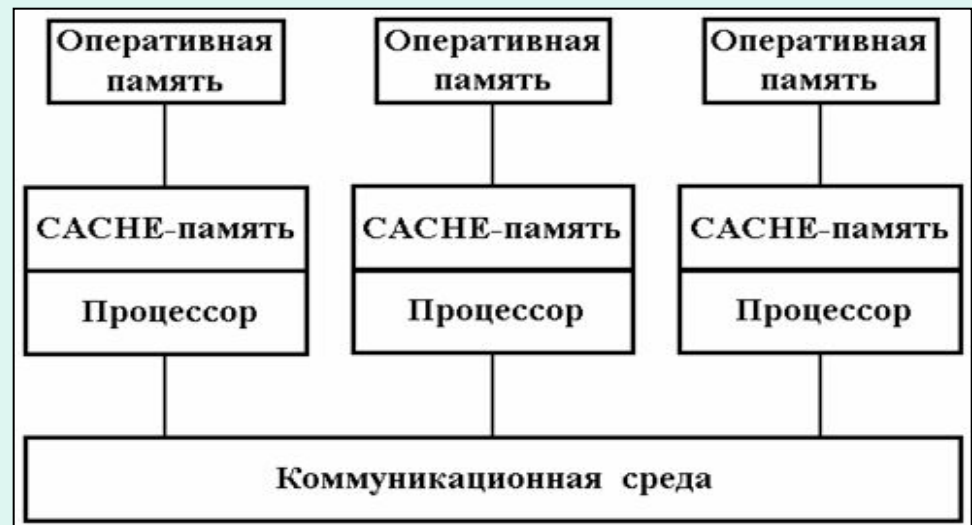 Оперативная
память
Оперативная
память
Оперативная
память
CACHE-память
CACHE-память
CACHE-память
Процессор
Процессор
Процессор
Коммуникационная среда